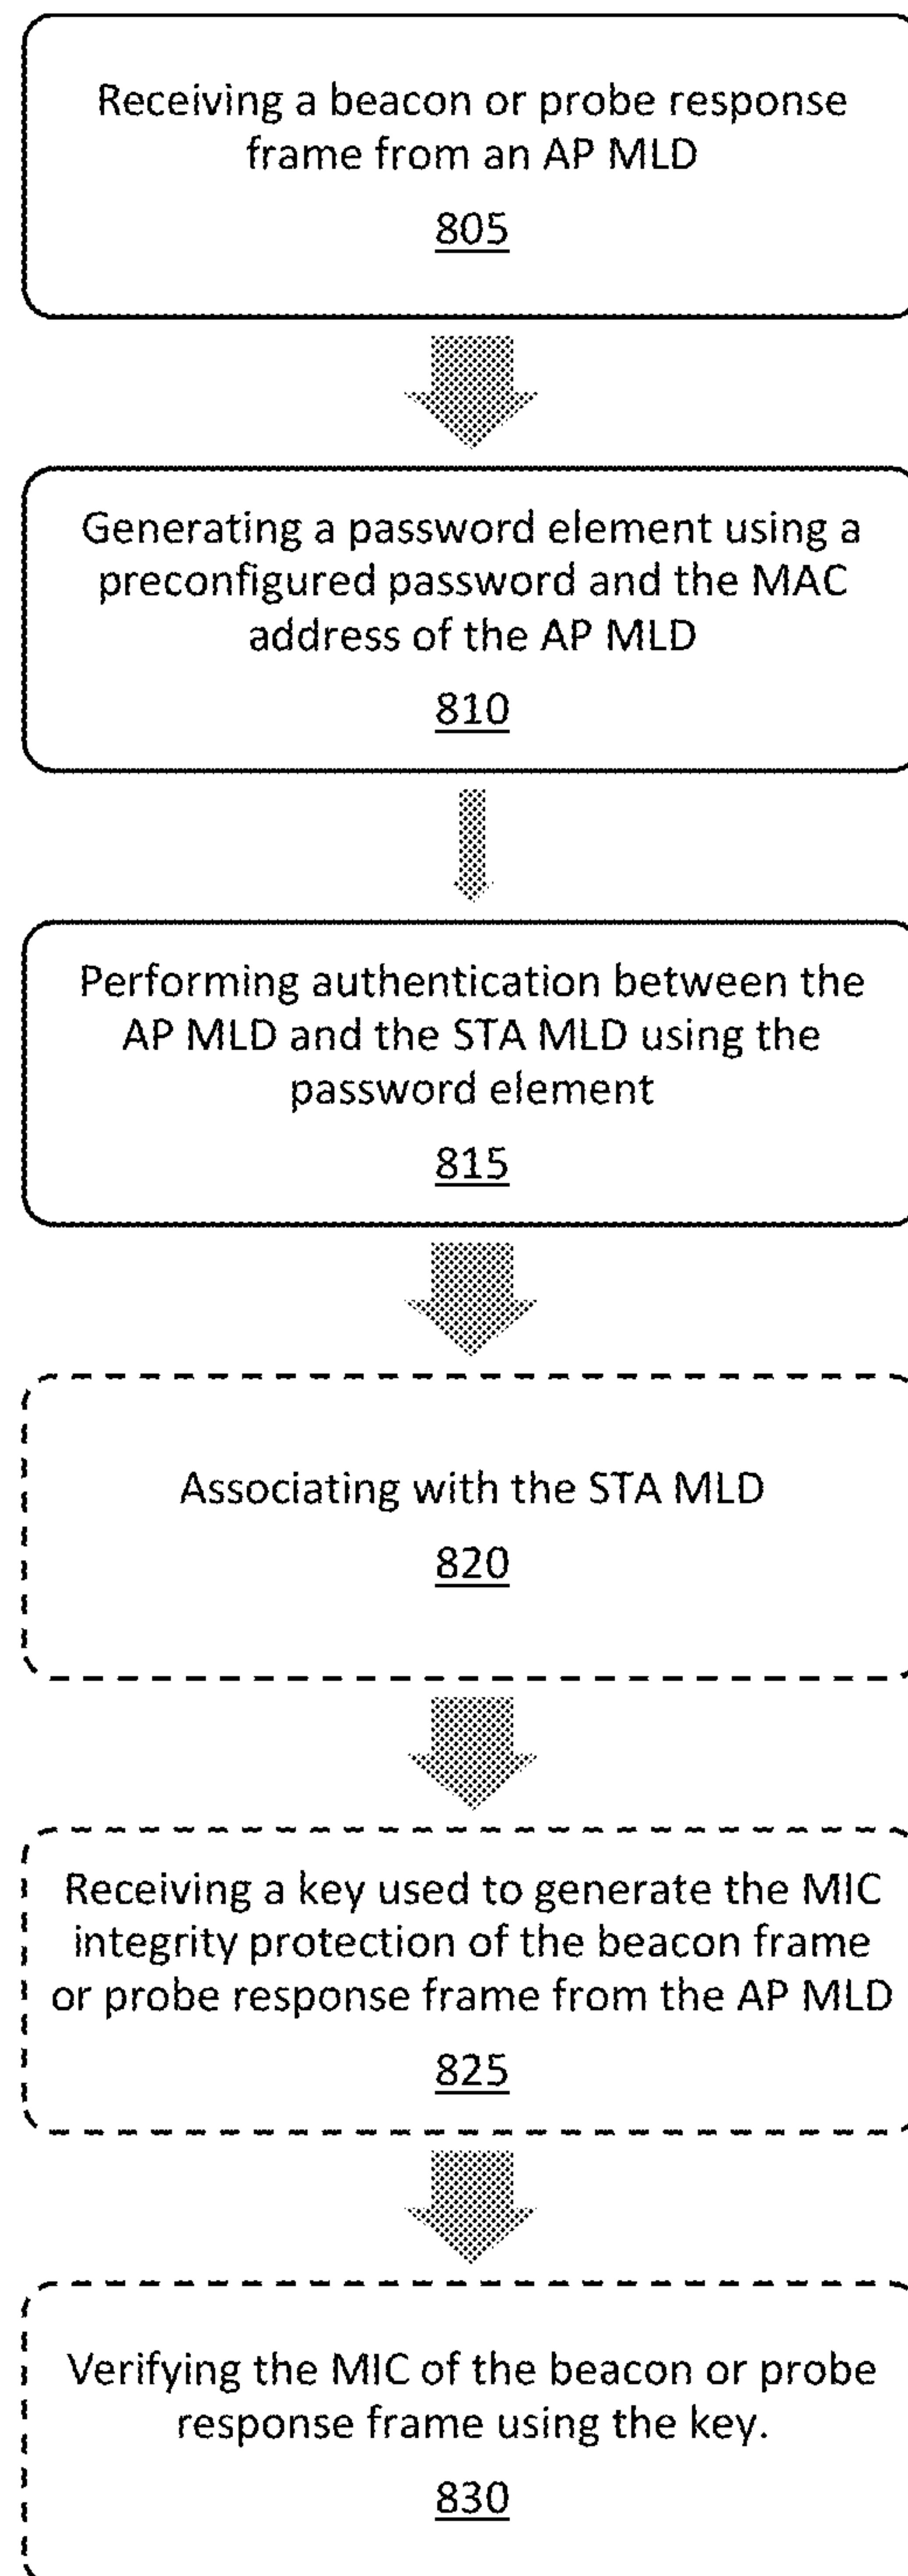 Receiving a beacon or probe response
frame from an AP MLD
805
Generating a password element using a
preconfigured password and the MAC
address of the AP MLD
810
Performing authentication between the
AP MLD and the STA MLD using the
password element
815
Associating with the STA MLD
820
Receiving a key used to generate the MIC
integrity protection of the beacon frame
or probe response frame from the AP MLD
825
Verifying the MIC of the beacon or probe
response frame using the key.
830